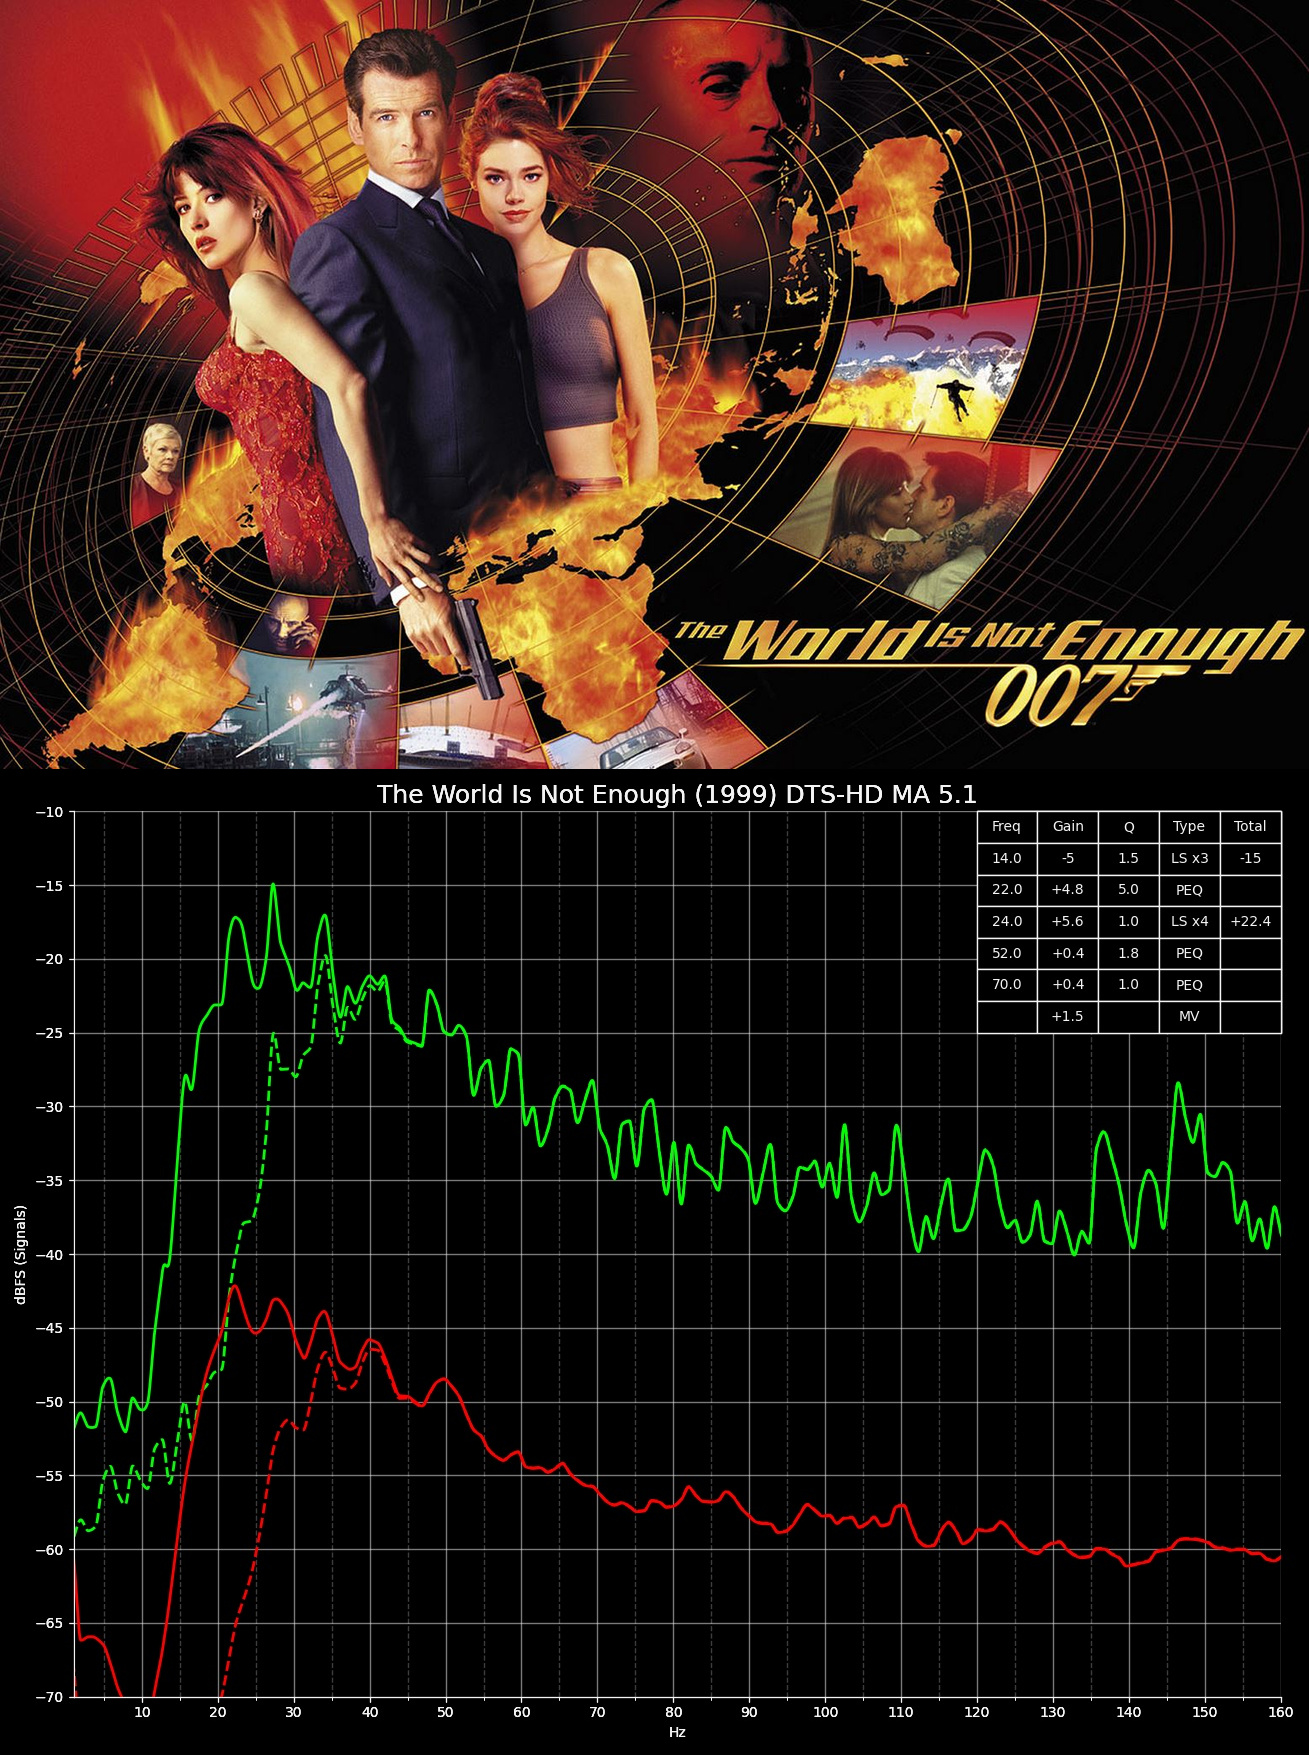 The World Is Not Enough
007
The World Is Not Enough (1999) DTS-HD MA 5.1
Freq Gain Q Type Total
14.0 -5 1.5 LS x3 -15
22.0 +4.8 5.0 PEQ
24.0 +5.6 1.0 LS x4 +22.4
52.0 +0.4 1.8 PEQ
70.0 +0.4 1.0 PEQ
+1.5 MV
−10
−15
−20
−25
−30
−35
−40
−45
−50
−55
−60
−65
−70
dBFS (Signals)
10 20 30 40 50 60 70 80 90 100 110 120 130 140 150 160
Hz